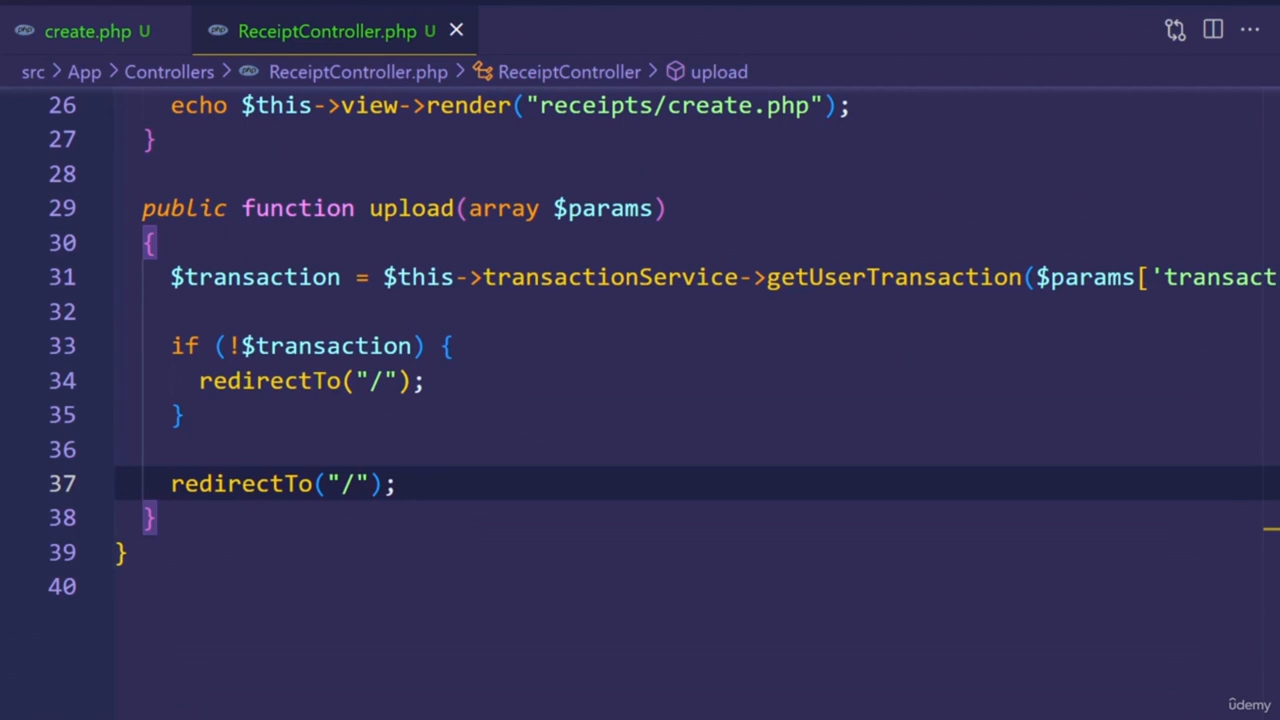 create.php U
ReceiptController.php U
src > App > Controllers > ReceiptController.php > ReceiptController > upload
26 echo $this->view->render("receipts/create.php");
27 }
28
29 public function upload(array $params)
30 {
31 $transaction = $this->transactionService->getUserTransaction($params['transact
32
33 if (!$transaction) {
34 redirectTo("/");
35 }
36
37 redirectTo("/");
38 }
39 }
40
ûdemy